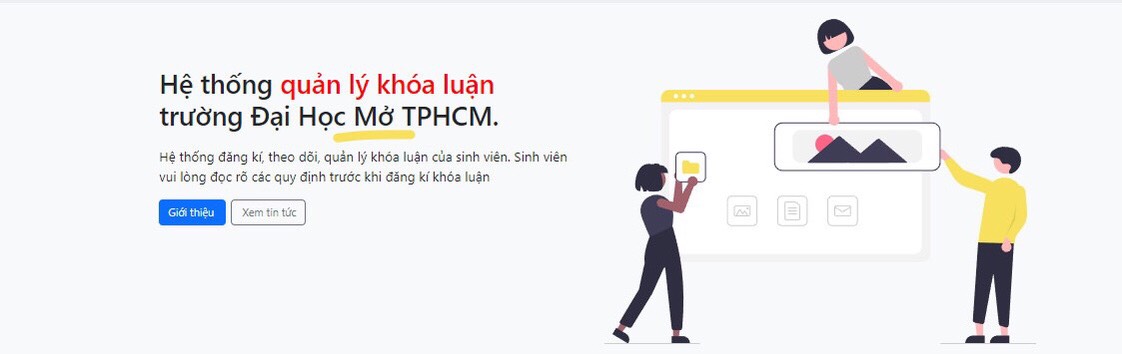 Hệ thống quản lý khóa luận
trường Đại Học Mở TPHCM.
Hệ thống đăng kí, theo dõi, quản lý khóa luận của sinh viên. Sinh viên
vui lòng đọc rõ các quy định trước khi đăng kí khóa luận
Giới thiệu
Xem tin tức